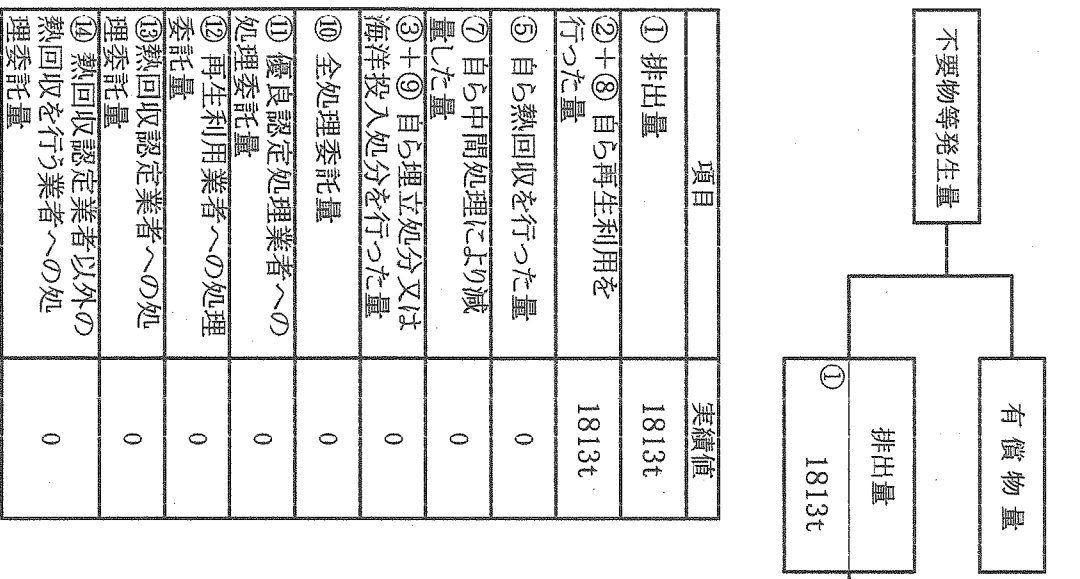 不要物等発生量
有償物量
排出量
①
1813t
項目
実績値
① 排出量
1813t
②＋⑧ 自ら再生利用を
行った量
1813t
⑤ 自ら熱回収を行った量
0
⑦ 自ら中間処理により減
量した量
0
③＋⑨ 自ら埋立処分又は
海洋投入処分を行った量
0
⑩ 全処理委託量
0
⑪ 優良認定処理業者への
処理委託量
0
⑫ 再生利用業者への処理
委託量
0
⑬熱回収認定業者への処
理委託量
0
⑭ 熱回収認定業者以外の
熱回収を行う業者への処
理委託量
0